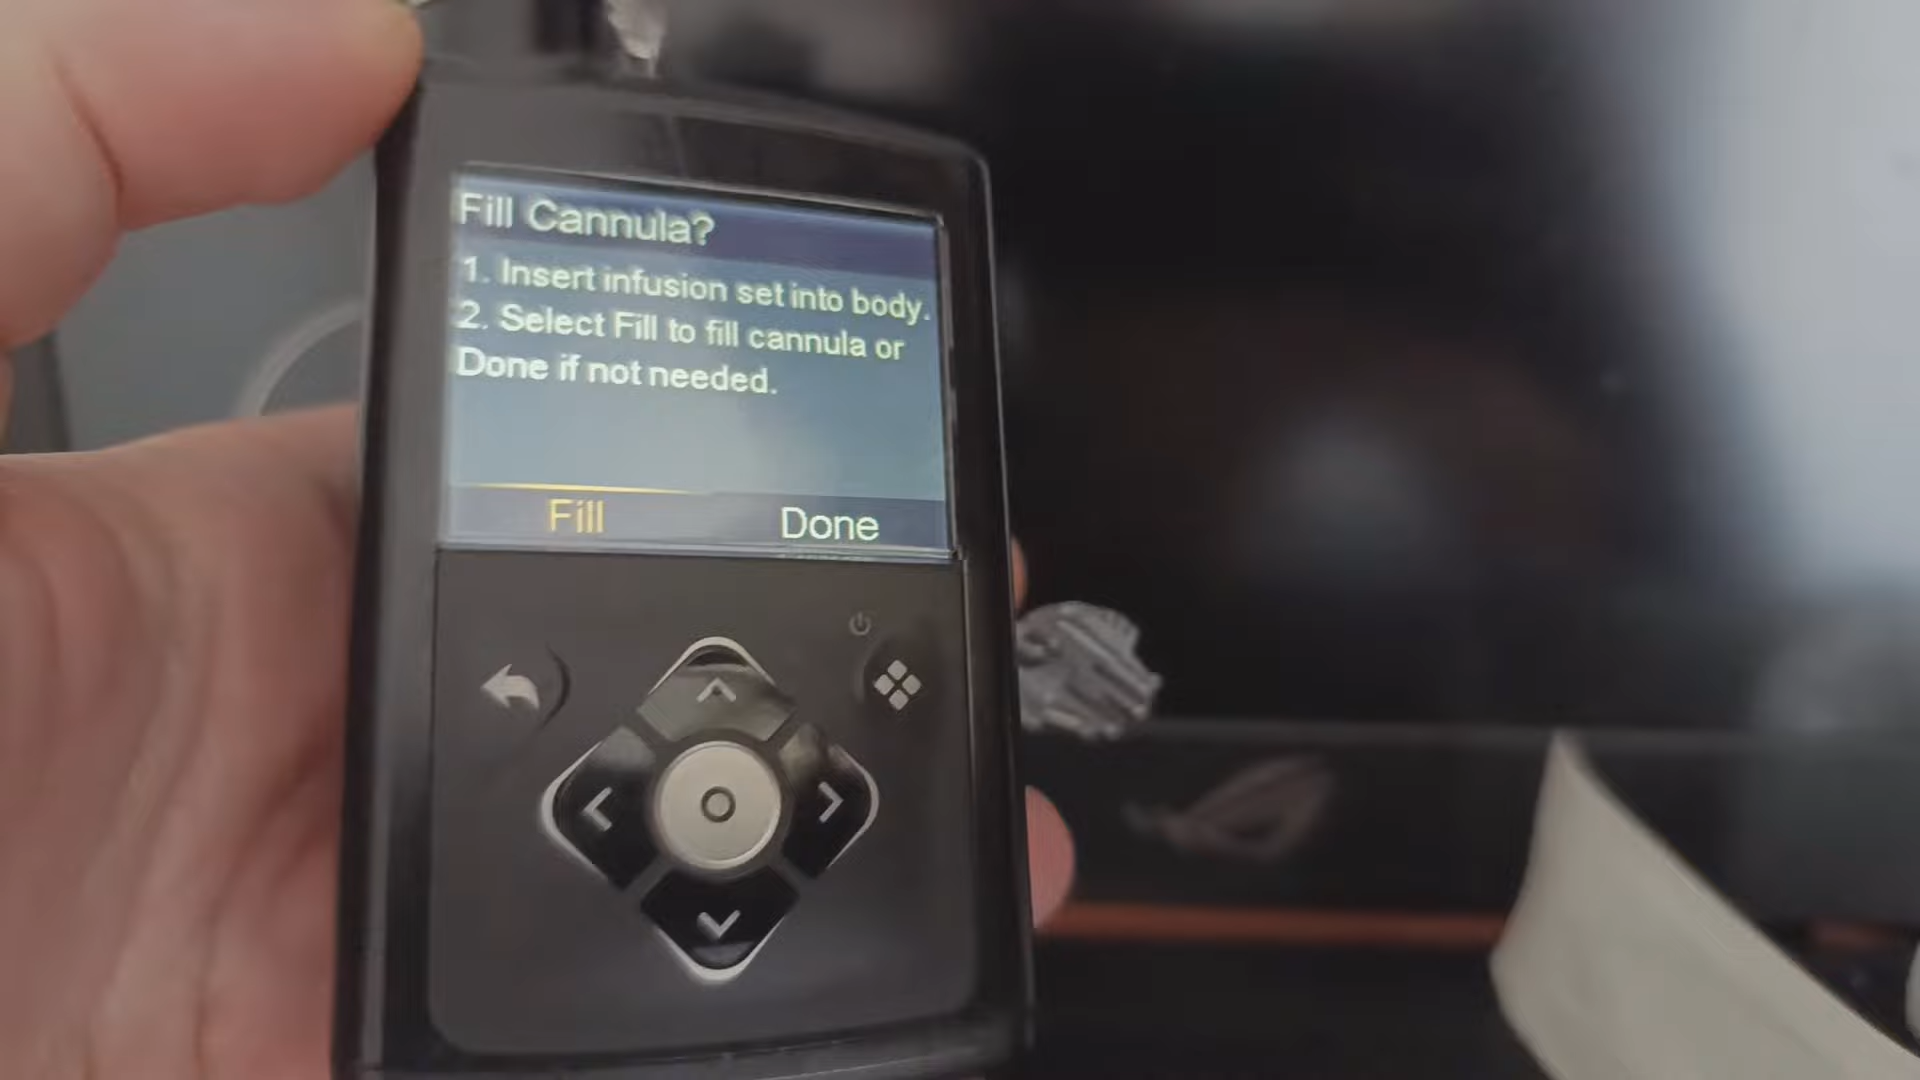 Fill Cannula?
1. Insert infusion set into body.
2. Select Fill to fill cannula or
Done if not needed.
Fill Done